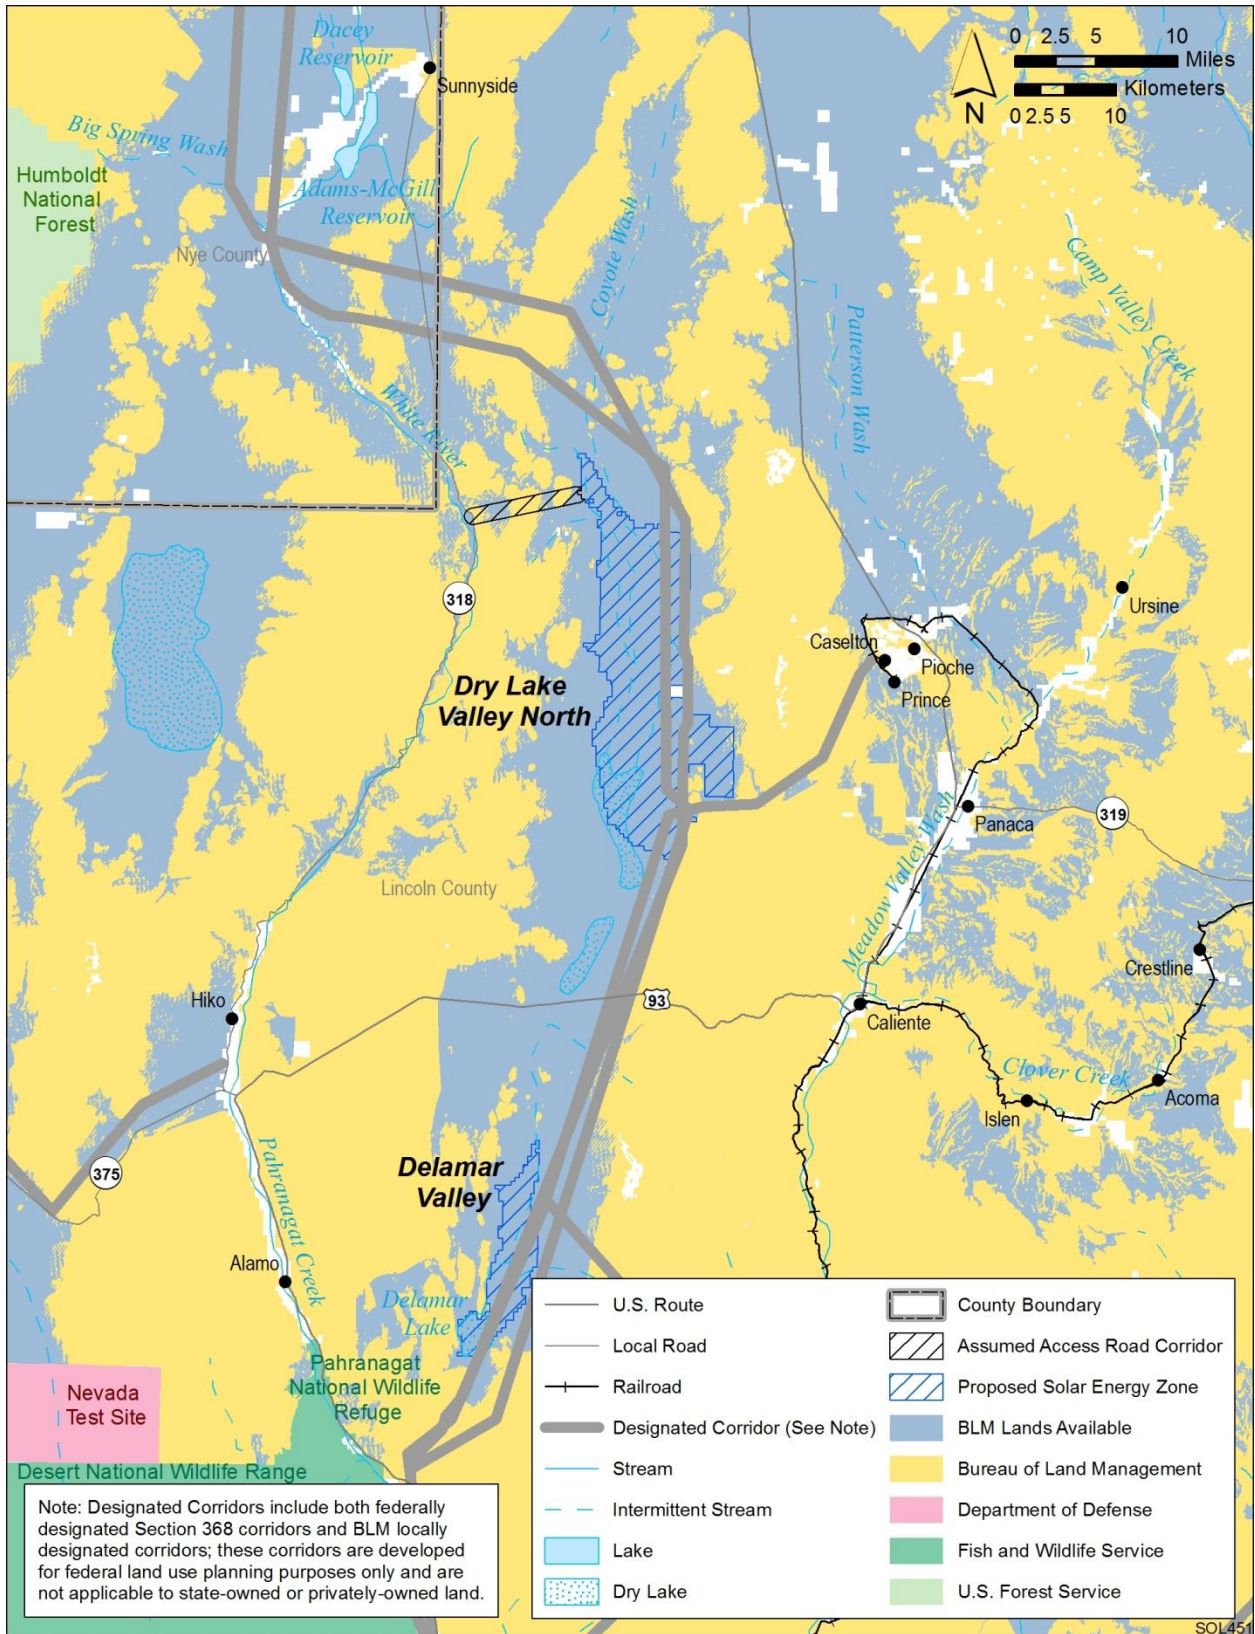 Dacey
Reservoir
Sunnyside
0 2.5 5 10
Miles
Kilometers
0 2.5 5 10
N
Big Spring Wash
Humboldt
National
Forest
Adams-McGill
Reservoir
Nye County
Coyote Wash
Camp Valley Creek
Patterson Wash
White River
318
Ursine
Caselton
Pioche
Prince
Dry Lake
Valley North
Panaca
319
Meadow Valley Wash
Lincoln County
Crestline
Hiko
93
Caliente
Clover Creek
Acoma
Islen
Pahranagat Creek
375
Delamar
Valley
Alamo
Delamar
Lake
Pahranagat
National Wildlife
Refuge
Nevada
Test Site
Desert National Wildlife Range
Note: Designated Corridors include both federally
designated Section 368 corridors and BLM locally
designated corridors; these corridors are developed
for federal land use planning purposes only and are
not applicable to state-owned or privately-owned land.
U.S. Route
Local Road
Railroad
Designated Corridor (See Note)
Stream
Intermittent Stream
Lake
Dry Lake
County Boundary
Assumed Access Road Corridor
Proposed Solar Energy Zone
BLM Lands Available
Bureau of Land Management
Department of Defense
Fish and Wildlife Service
U.S. Forest Service
SOL451